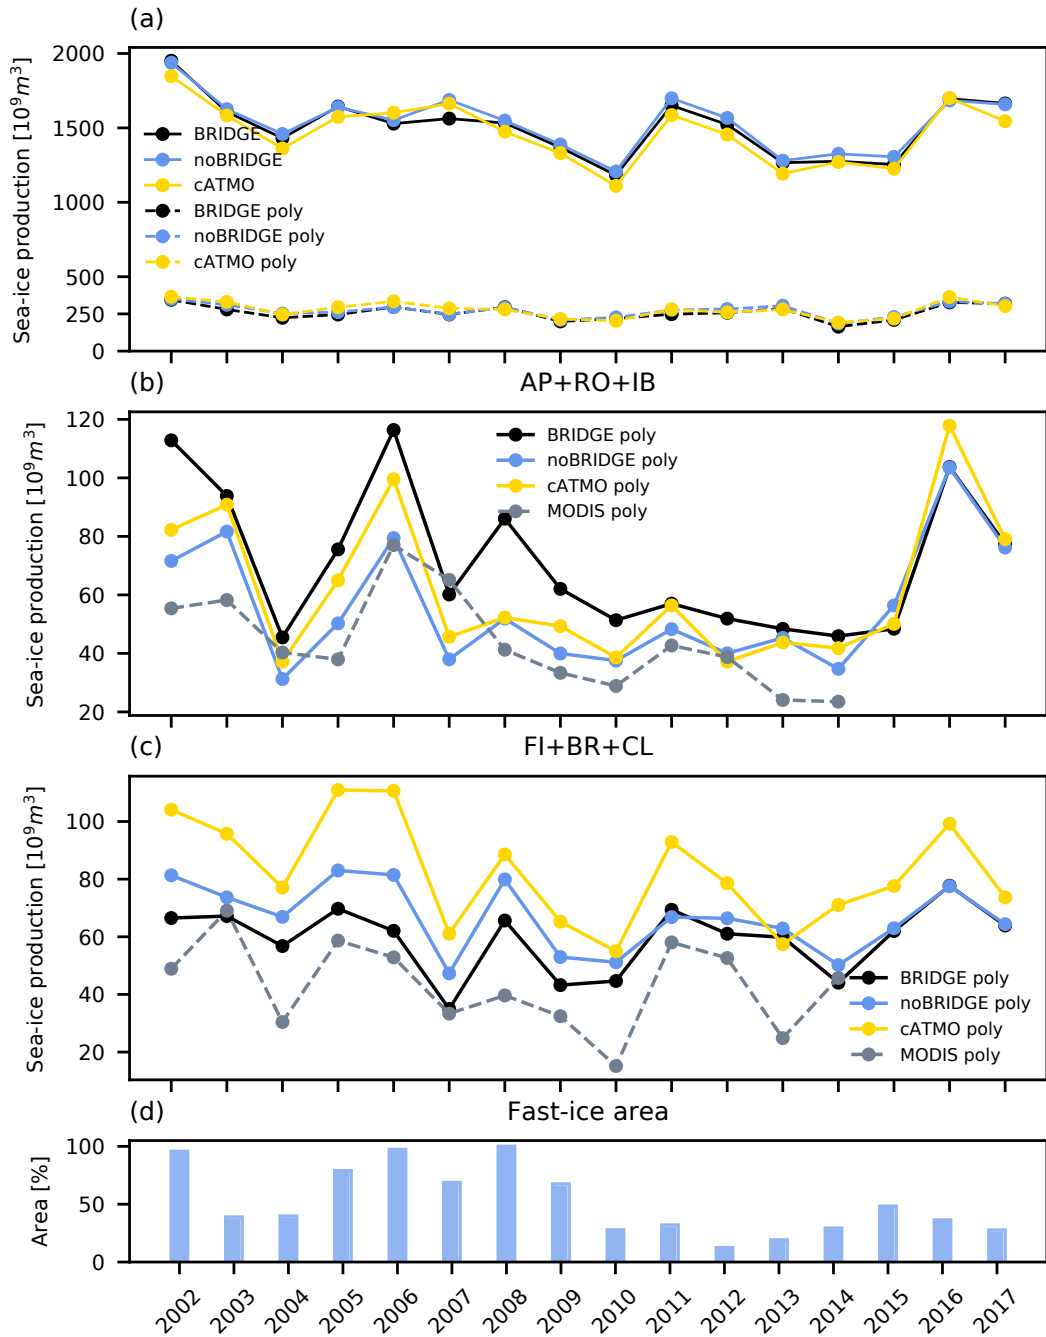 (a)
Sea-ice production [10⁹m³]
2000
1500
1000
500
250
0
BRIDGE
noBRIDGE
cATMO
BRIDGE poly
noBRIDGE poly
cATMO poly
(b)
AP+RO+IB
Sea-ice production [10⁹m³]
120
100
80
60
40
20
BRIDGE poly
noBRIDGE poly
cATMO poly
MODIS poly
(c)
FI+BR+CL
Sea-ice production [10⁹m³]
100
80
60
40
20
BRIDGE poly
noBRIDGE poly
cATMO poly
MODIS poly
(d)
Fast-ice area
Area [%]
100
50
0
2002
2003
2004
2005
2006
2007
2008
2009
2010
2011
2012
2013
2014
2015
2016
2017